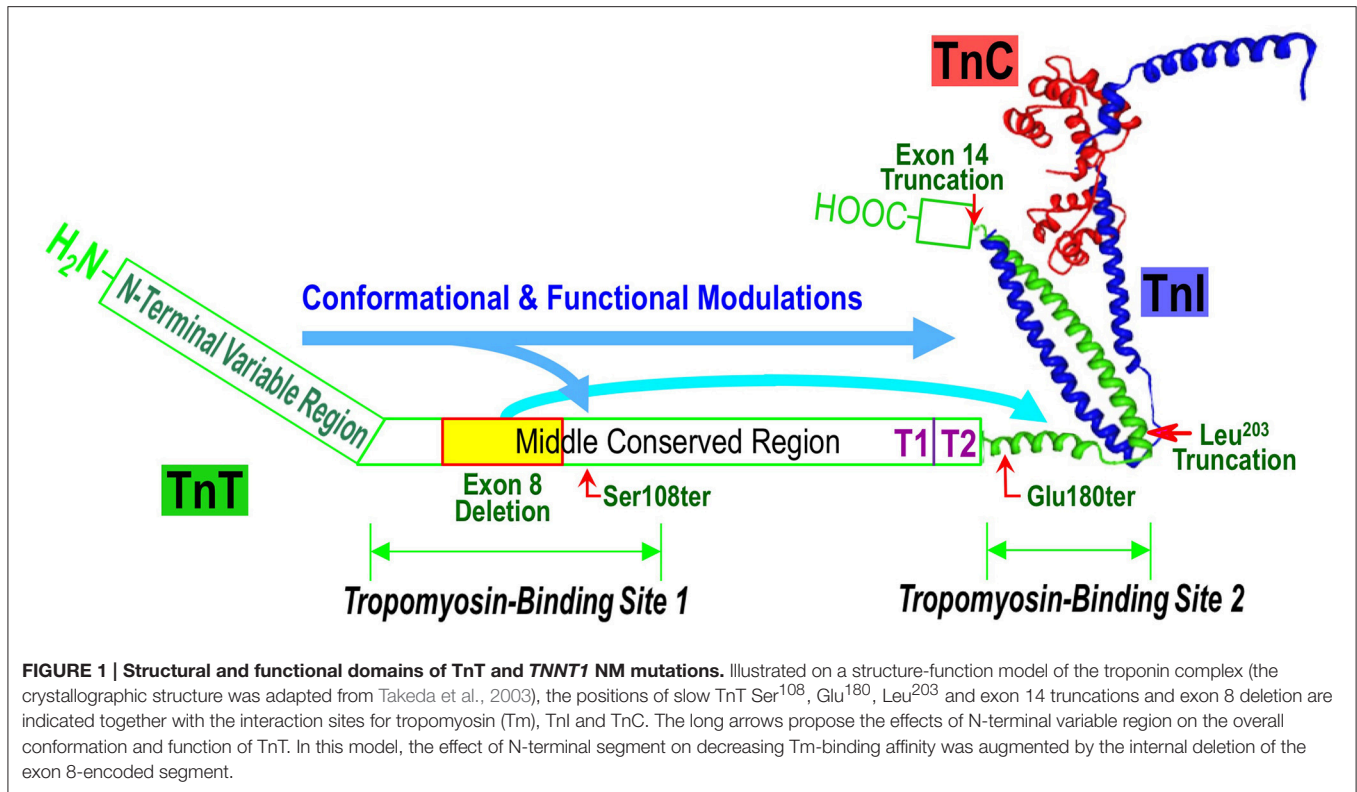 TnC
Exon 14
Truncation
HOOC
H₂N
N-Terminal Variable Region
Conformational & Functional Modulations
TnI
Middle Conserved Region
T1
T2
Leu²⁰³
Truncation
TnT
Exon 8
Deletion
Ser108ter
Glu180ter
Tropomyosin-Binding Site 1
Tropomyosin-Binding Site 2
FIGURE 1 | Structural and functional domains of TnT and TNNT1 NM mutations. Illustrated on a structure-function model of the troponin complex (the
crystallographic structure was adapted from Takeda et al., 2003), the positions of slow TnT Ser¹⁰⁸, Glu¹⁸⁰, Leu²⁰³ and exon 14 truncations and exon 8 deletion are
indicated together with the interaction sites for tropomyosin (Tm), TnI and TnC. The long arrows propose the effects of N-terminal variable region on the overall
conformation and function of TnT. In this model, the effect of N-terminal segment on decreasing Tm-binding affinity was augmented by the internal deletion of the
exon 8-encoded segment.